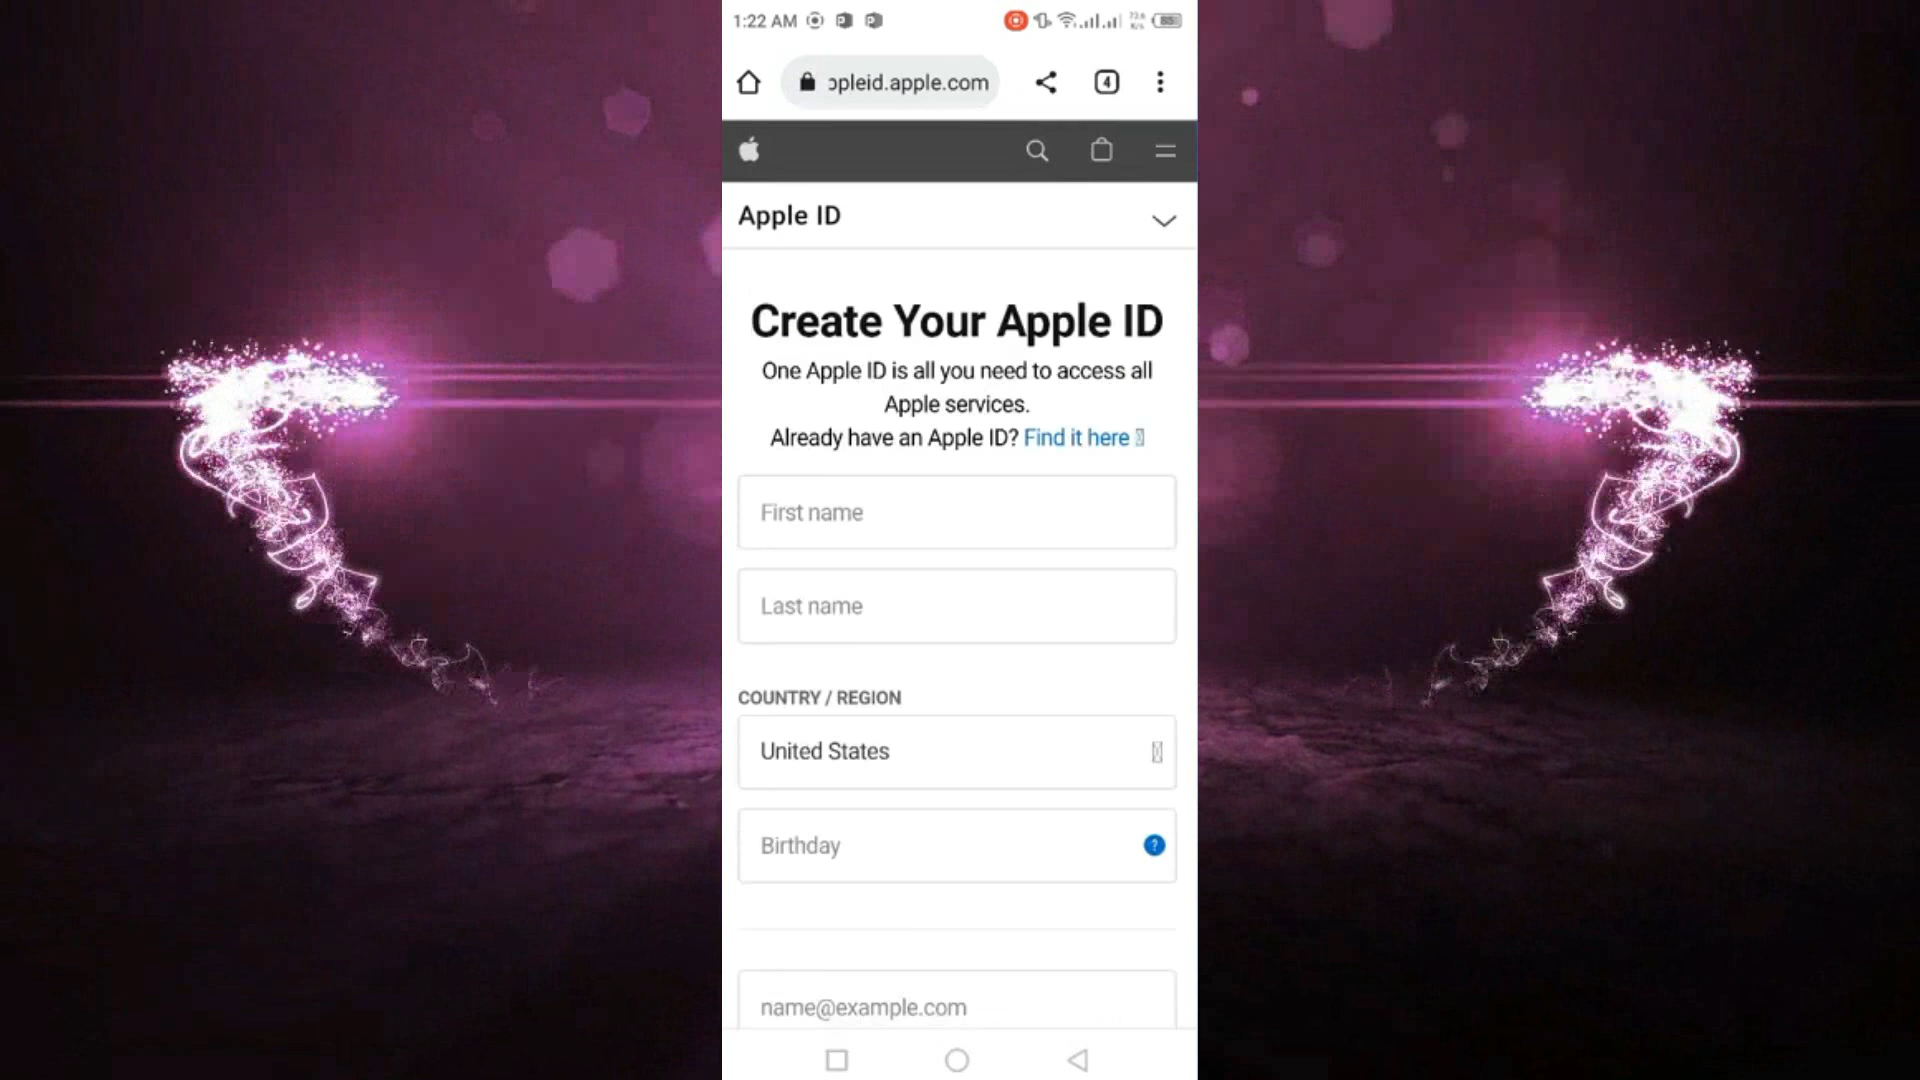 1:22 AM
ppleid.apple.com
4
Apple ID
Create Your Apple ID
One Apple ID is all you need to access all
Apple services.
Already have an Apple ID? Find it here
First name
Last name
COUNTRY / REGION
United States
Birthday
?
name@example.com